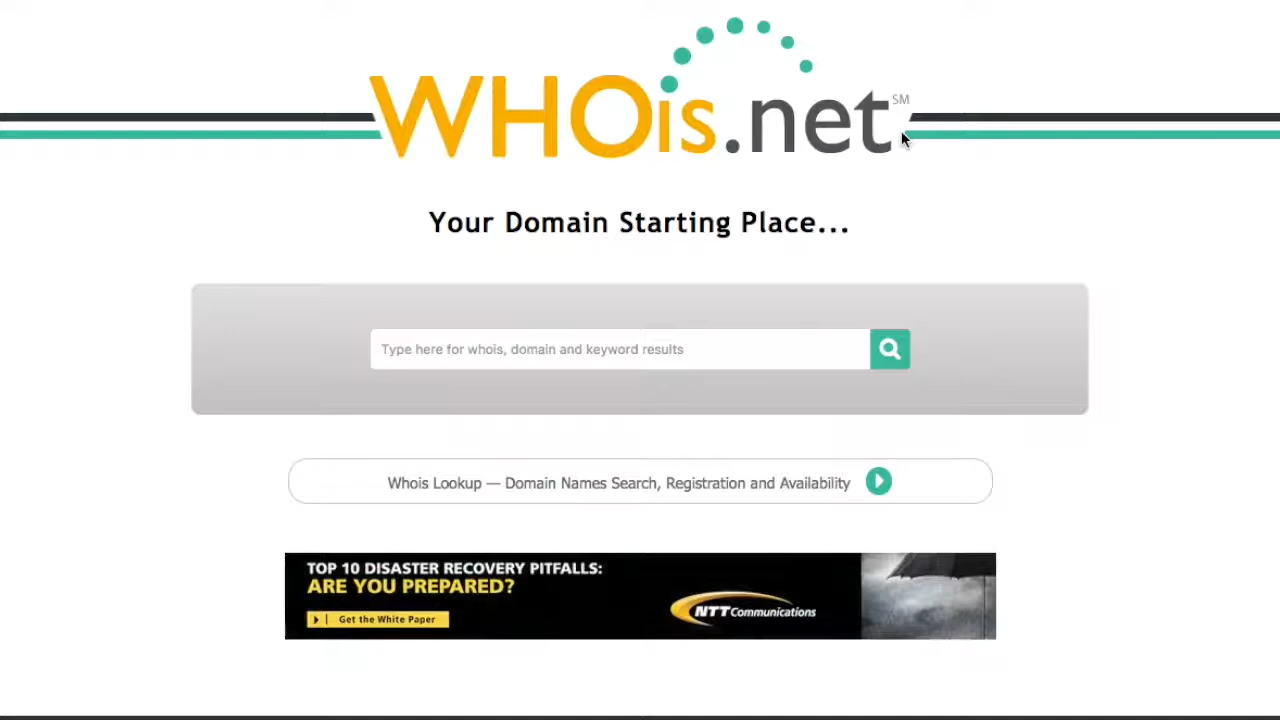 WHOis.net SM
Your Domain Starting Place...
Type here for whois, domain and keyword results
Whois Lookup — Domain Names Search, Registration and Availability
TOP 10 DISASTER RECOVERY PITFALLS:
ARE YOU PREPARED?
Get the White Paper
NTT Communications